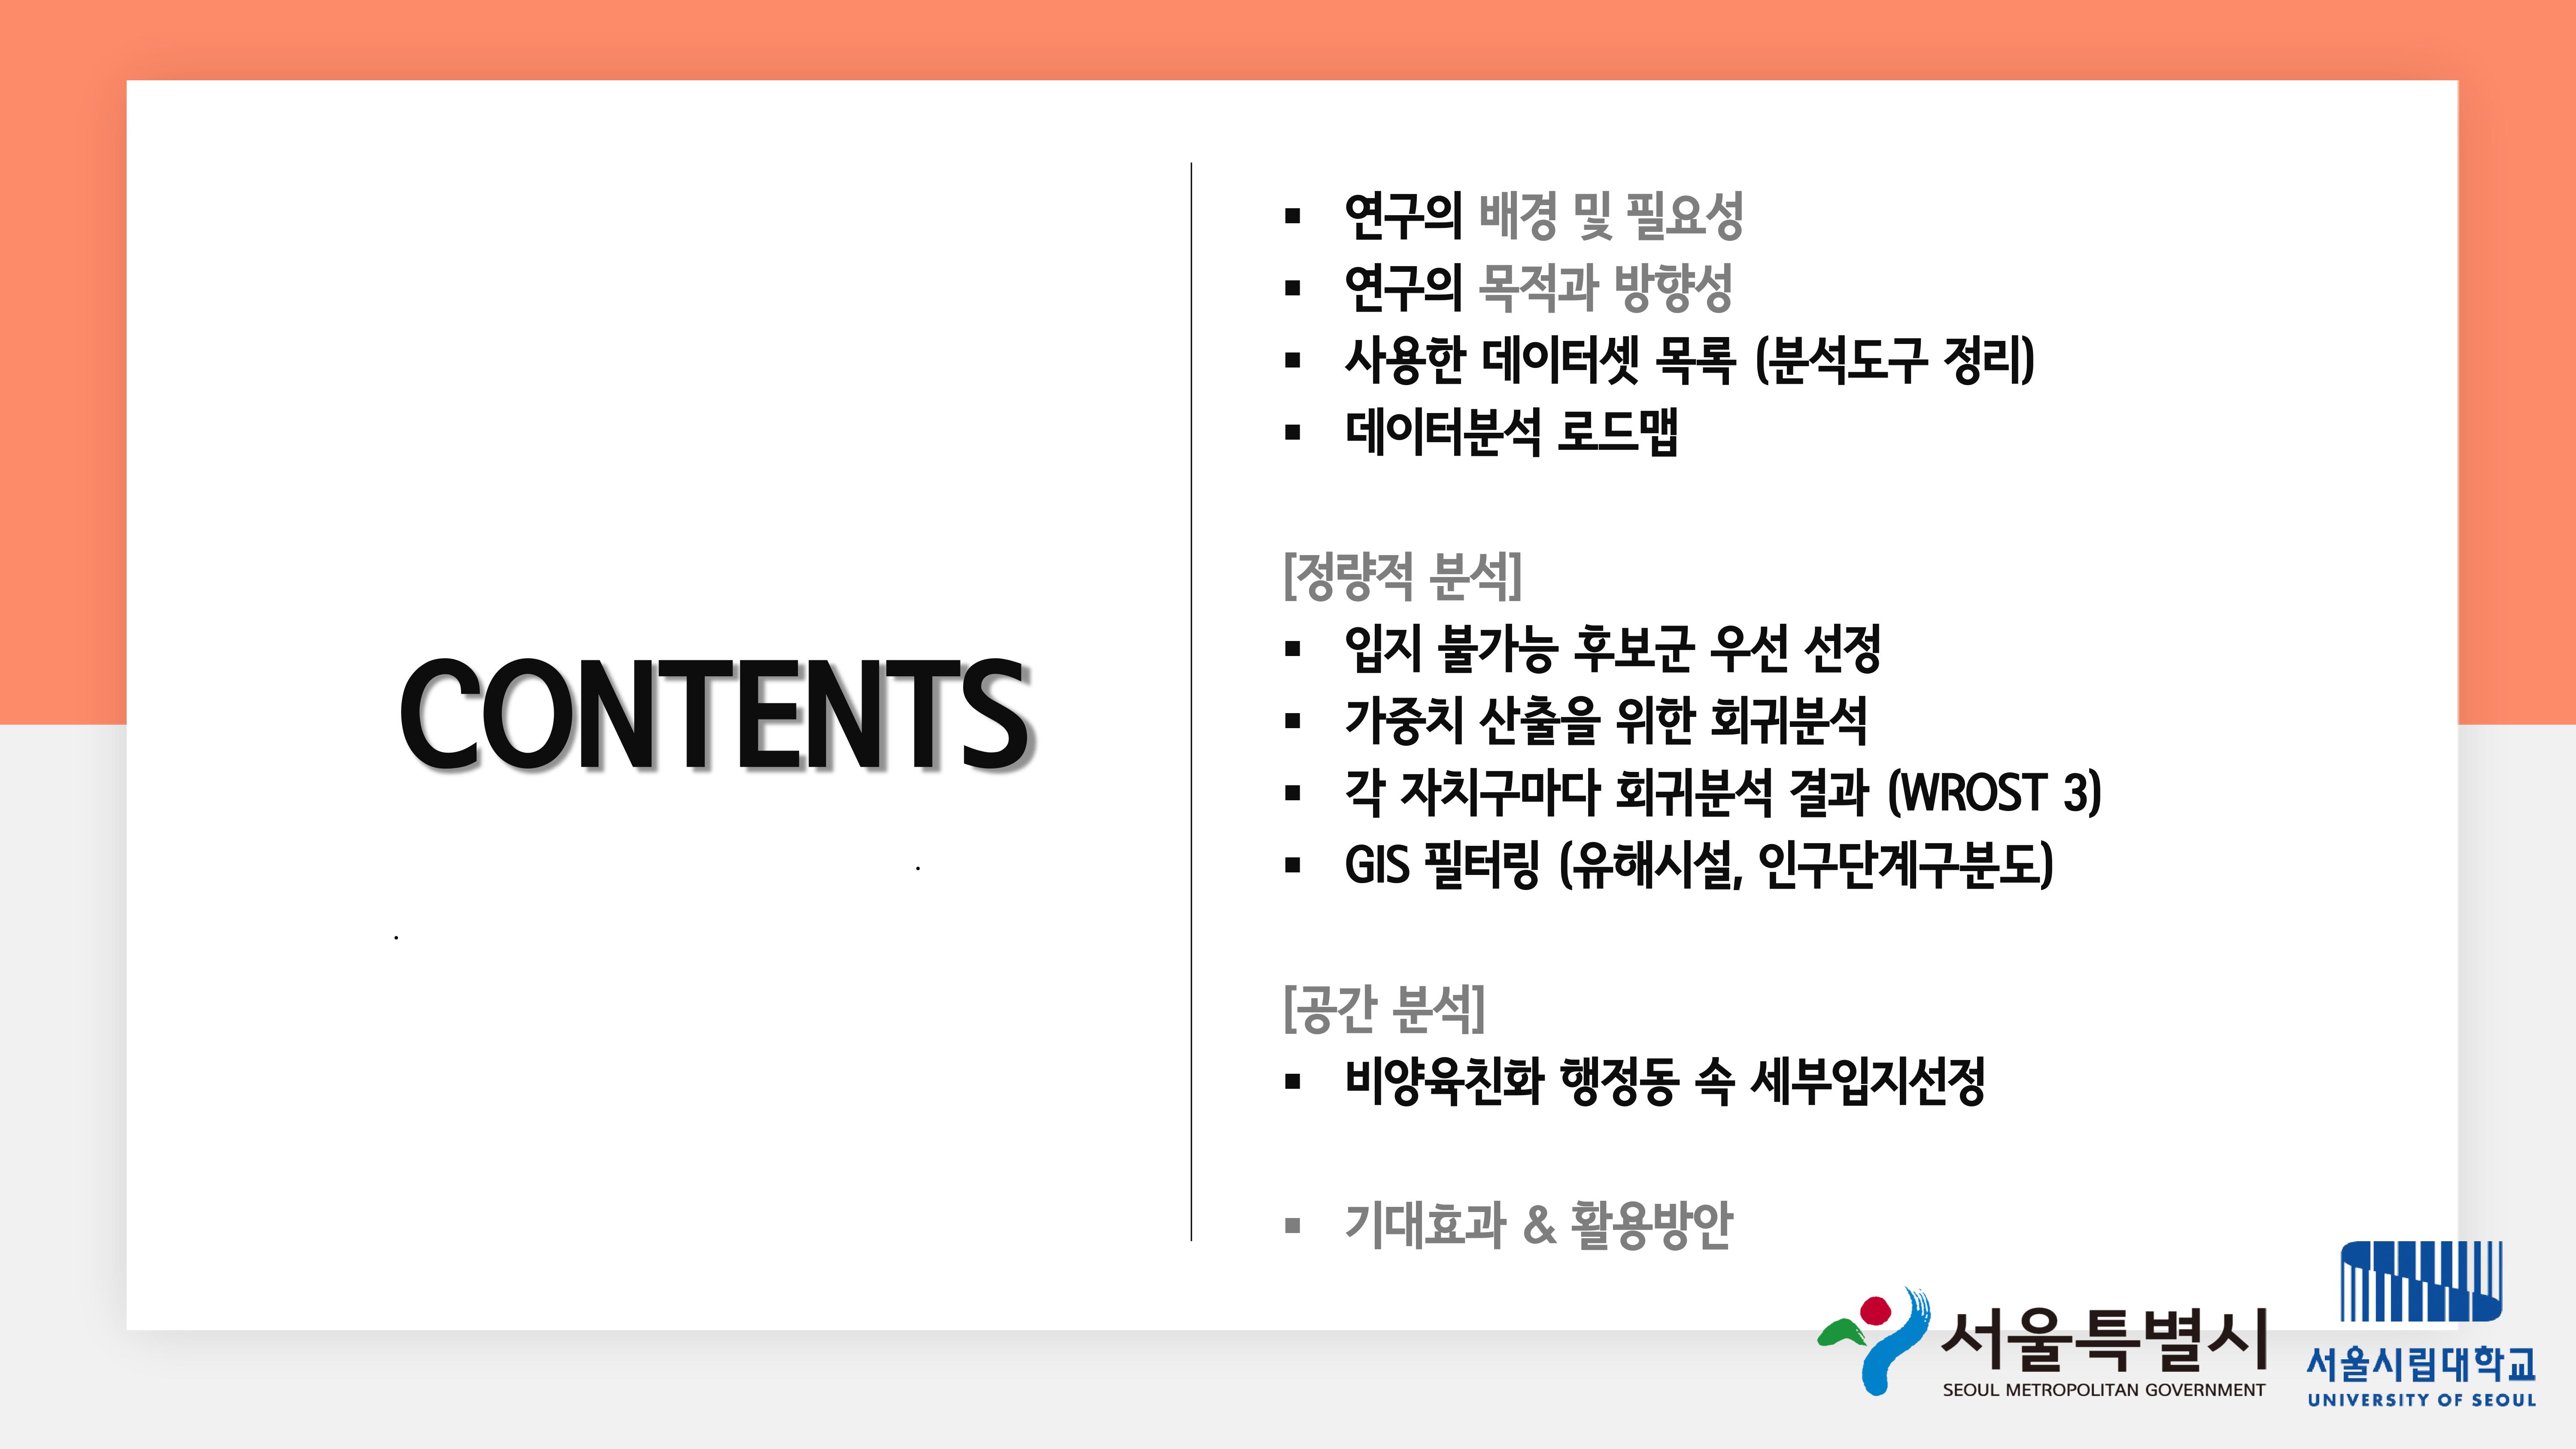 CONTENTS
▪ 연구의 배경 및 필요성
▪ 연구의 목적과 방향성
▪ 사용한 데이터셋 목록 (분석도구 정리)
▪ 데이터분석 로드맵
[정량적 분석]
▪ 입지 불가능 후보군 우선 선정
▪ 가중치 산출을 위한 회귀분석
▪ 각 자치구마다 회귀분석 결과 (WROST 3)
▪ GIS 필터링 (유해시설, 인구단계구분도)
[공간 분석]
▪ 비양육친화 행정동 속 세부입지선정
▪ 기대효과 & 활용방안
서울특별시
SEOUL METROPOLITAN GOVERNMENT
서울시립대학교
UNIVERSITY OF SEOUL